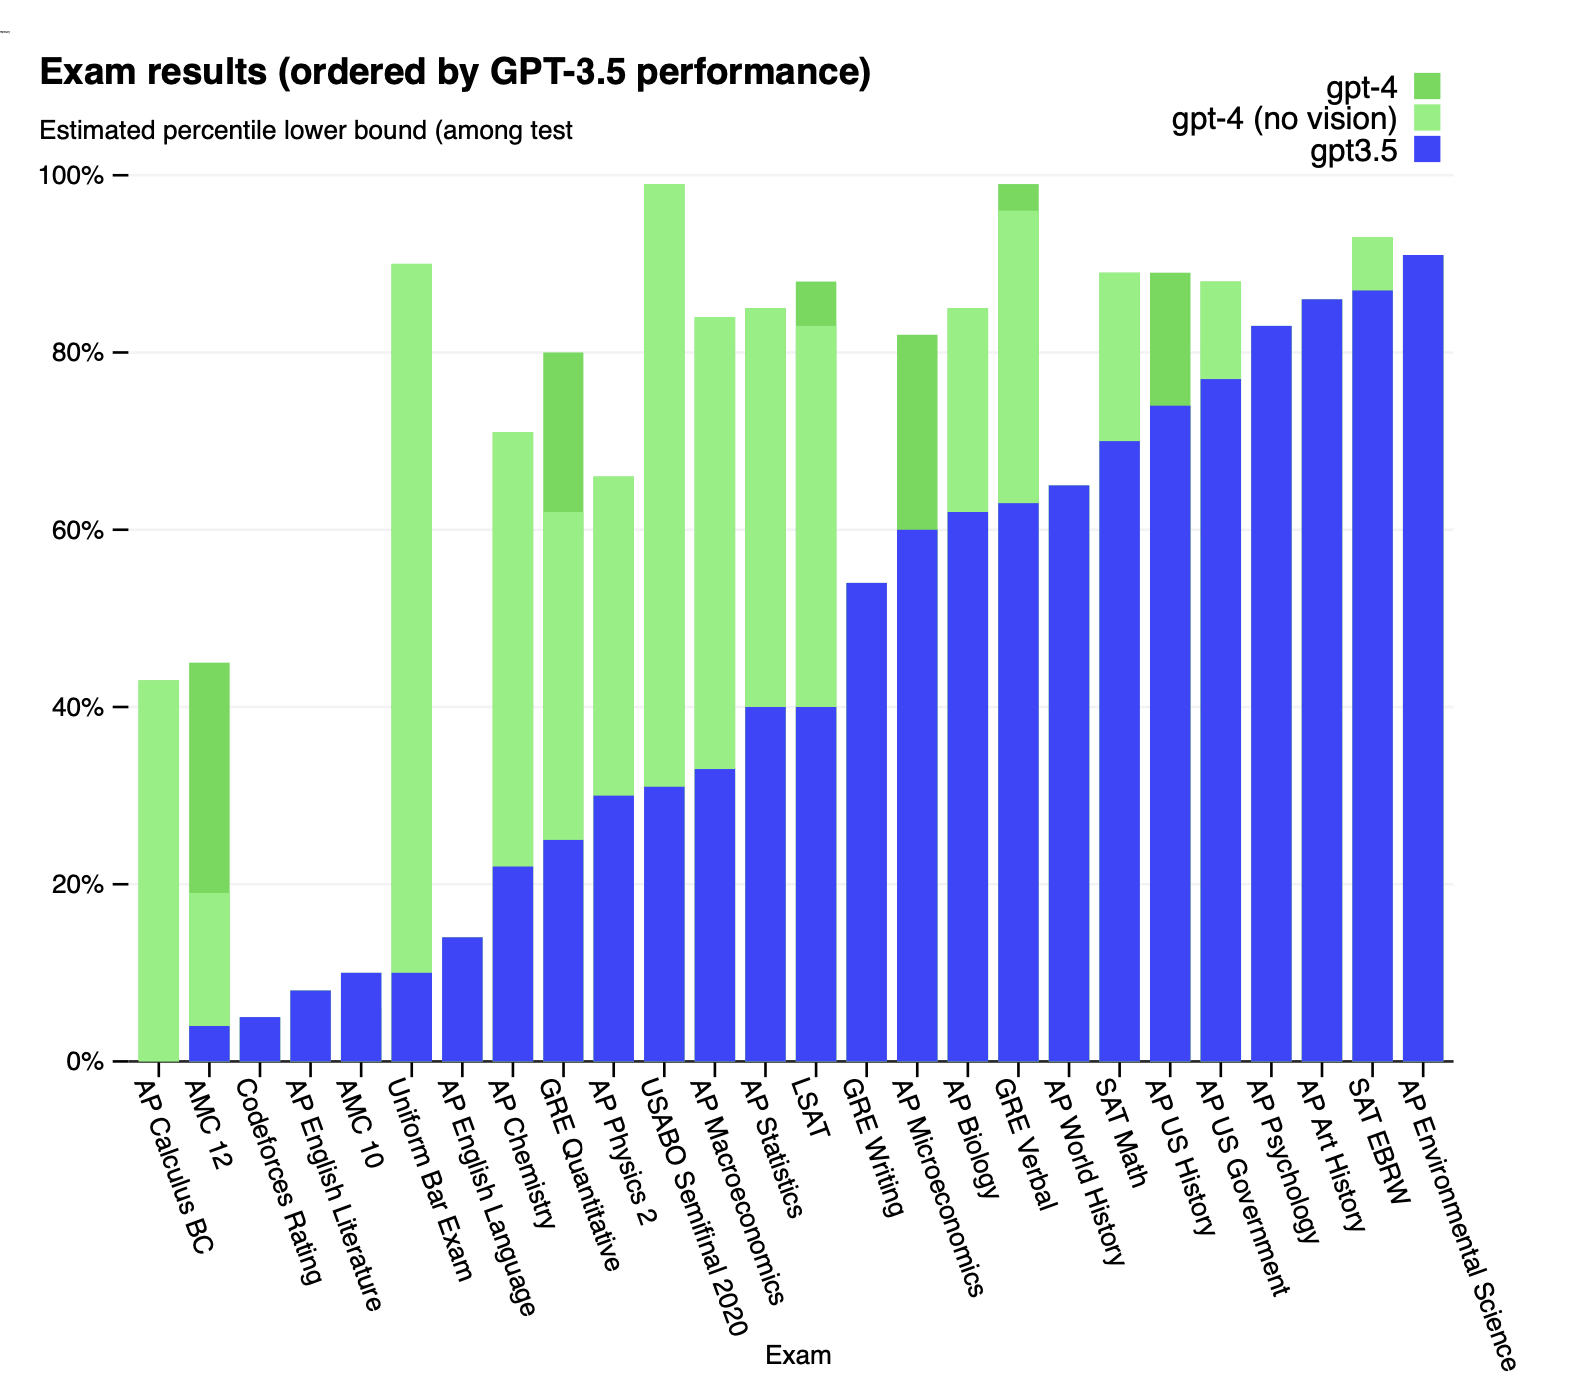 Exam results (ordered by GPT-3.5 performance)
Estimated percentile lower bound (among test
gpt-4
gpt-4 (no vision)
gpt3.5
100%
80%
60%
40%
20%
0%
AP Calculus BC
AMC 12
Codeforces Rating
AP English Literature
AMC 10
Uniform Bar Exam
AP English Language
AP Chemistry
GRE Quantitative
AP Physics 2
USABO Semifinal 2020
AP Macroeconomics
AP Statistics
LSAT
GRE Writing
AP Microeconomics
AP Biology
GRE Verbal
AP World History
SAT Math
AP US History
AP US Government
AP Psychology
AP Art History
SAT EBRW
AP Environmental Science
Exam